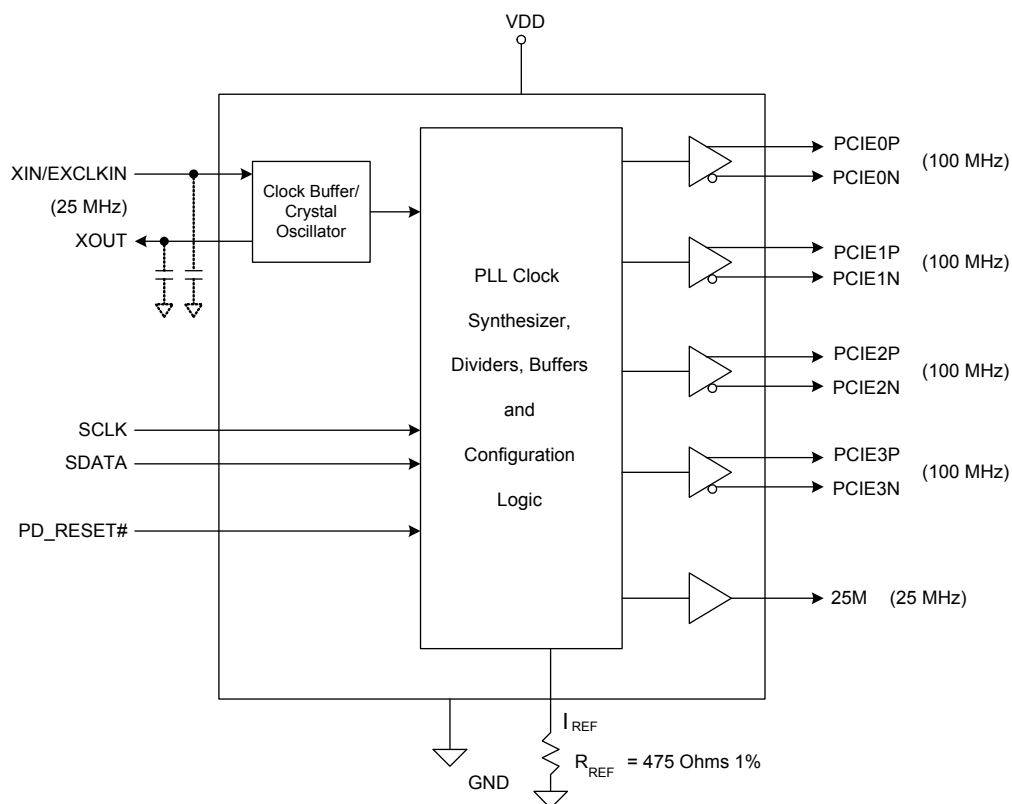 VDD
XIN/EXCLKIN
(25 MHz)
XOUT
Clock Buffer/
Crystal
Oscillator
SCLK
SDATA
PD_RESET#
PLL Clock
Synthesizer,
Dividers, Buffers
and
Configuration
Logic
PCIE0P
(100 MHz)
PCIE0N
PCIE1P
(100 MHz)
PCIE1N
PCIE2P
(100 MHz)
PCIE2N
PCIE3P
(100 MHz)
PCIE3N
25M (25 MHz)
IREF
RREF = 475 Ohms 1%
GND